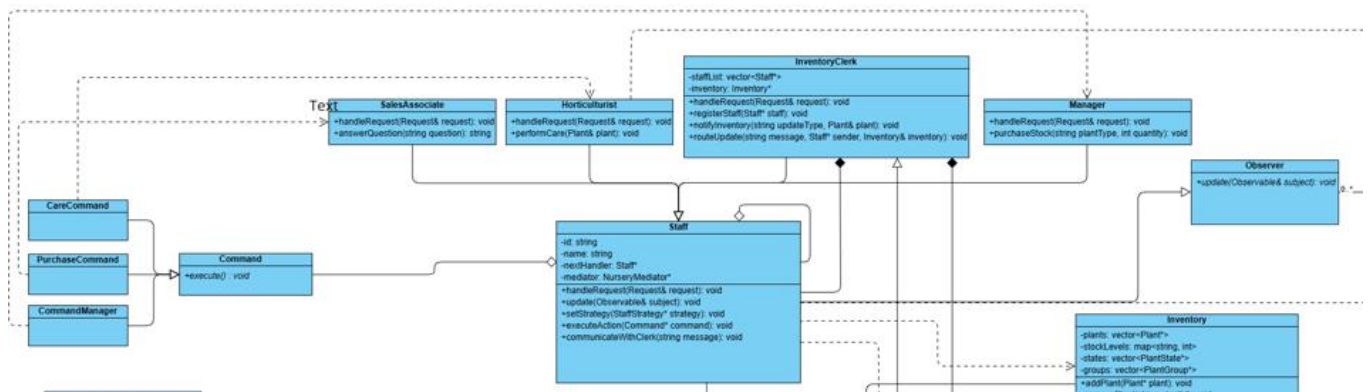 InventoryClerk
-staffList: vector<Staff*>
-inventory: Inventory*
+handleRequest(Request& request): void
+registerStaff(Staff* staff): void
+notifyInventory(string updateType, Plant& plant): void
+routeUpdate(string message, Staff* sender, Inventory& inventory): void
Text
SalesAssociate
+handleRequest(Request& request): void
+answerQuestion(string question): string
Horticulturist
+handleRequest(Request& request): void
+performCare(Plant& plant): void
Manager
+handleRequest(Request& request): void
+purchaseStock(string plantType, int quantity): void
Observer
+update(Observable& subject): void
0..*
CareCommand
PurchaseCommand
CommandManager
Command
+execute() : void
Staff
-id: string
-name: string
-nextHandler: Staff*
-mediator: NurseryMediator*
+handleRequest(Request& request): void
+update(Observable& subject): void
+setStrategy(StaffStrategy* strategy): void
+executeAction(Command* command): void
+communicateWithClerk(string message): void
Inventory
-plants: vector<Plant*>
-stockLevels: map<string, int>
-states: vector<PlantState*>
-groups: vector<PlantGroup*>
+addPlant(Plant* plant): void